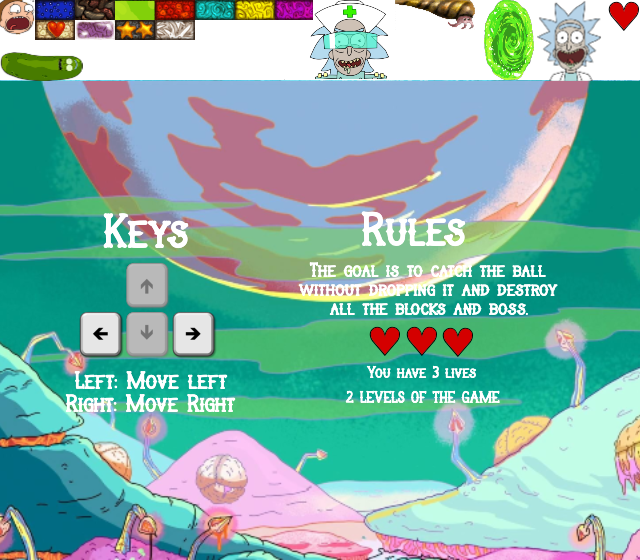 KEYS
LEFT: MOVE LEFT
RIGHT: MOVE RIGHT
RULES
THE GOAL IS TO CATCH THE BALL
WITHOUT DROPPING IT AND DESTROY
ALL THE BLOCKS AND BOSS.
YOU HAVE 3 LIVES
2 LEVELS OF THE GAME